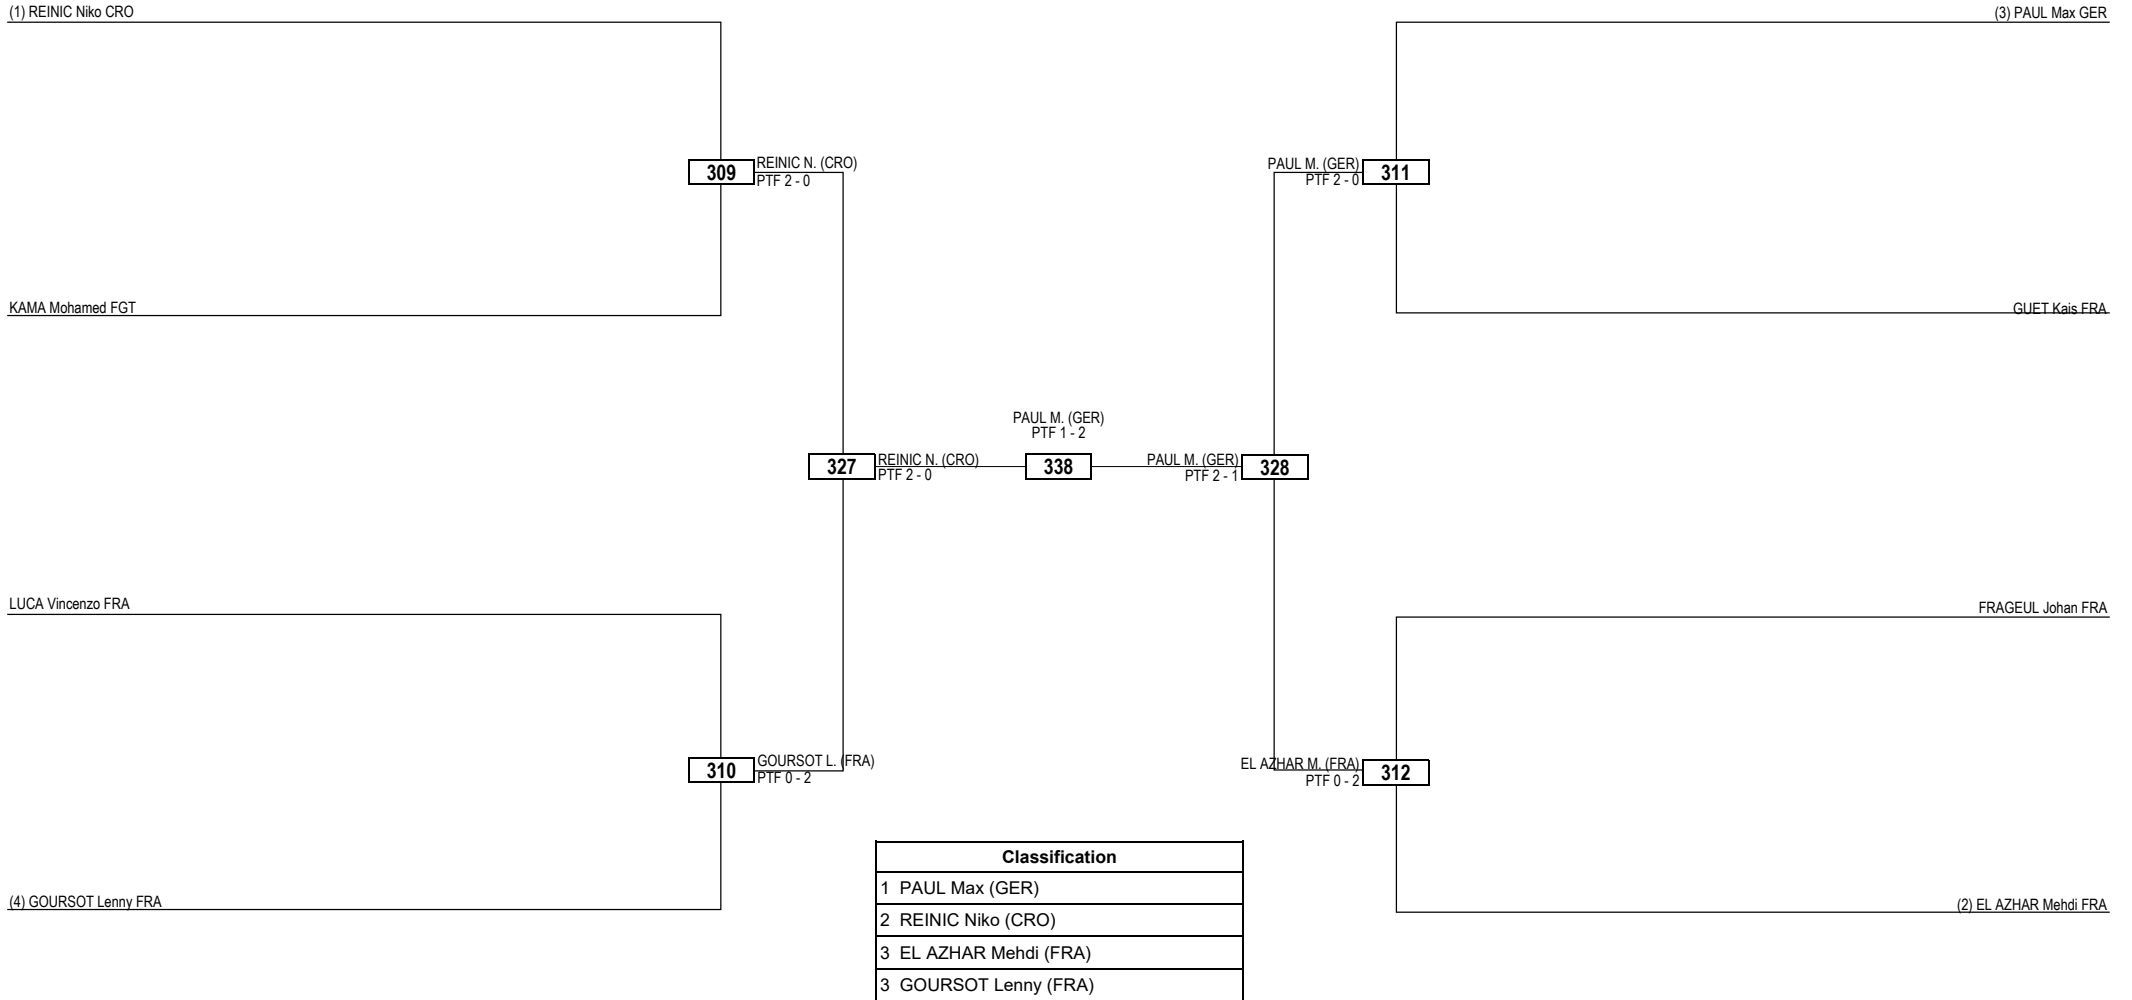 (1) REINIC Niko CRO
(3) PAUL Max GER
309
REINIC N. (CRO)
PTF 2 - 0
PAUL M. (GER)
PTF 2 - 0
311
KAMA Mohamed FGT
GUET Kais FRA
PAUL M. (GER)
PTF 1 - 2
327
REINIC N. (CRO)
PTF 2 - 0
338
PAUL M. (GER)
PTF 2 - 1
328
LUCA Vincenzo FRA
FRAGEUL Johan FRA
310
GOURSOT L. (FRA)
PTF 0 - 2
EL AZHAR M. (FRA)
PTF 0 - 2
312
(4) GOURSOT Lenny FRA
(2) EL AZHAR Mehdi FRA
Classification
1 PAUL Max (GER)
2 REINIC Niko (CRO)
3 EL AZHAR Mehdi (FRA)
3 GOURSOT Lenny (FRA)